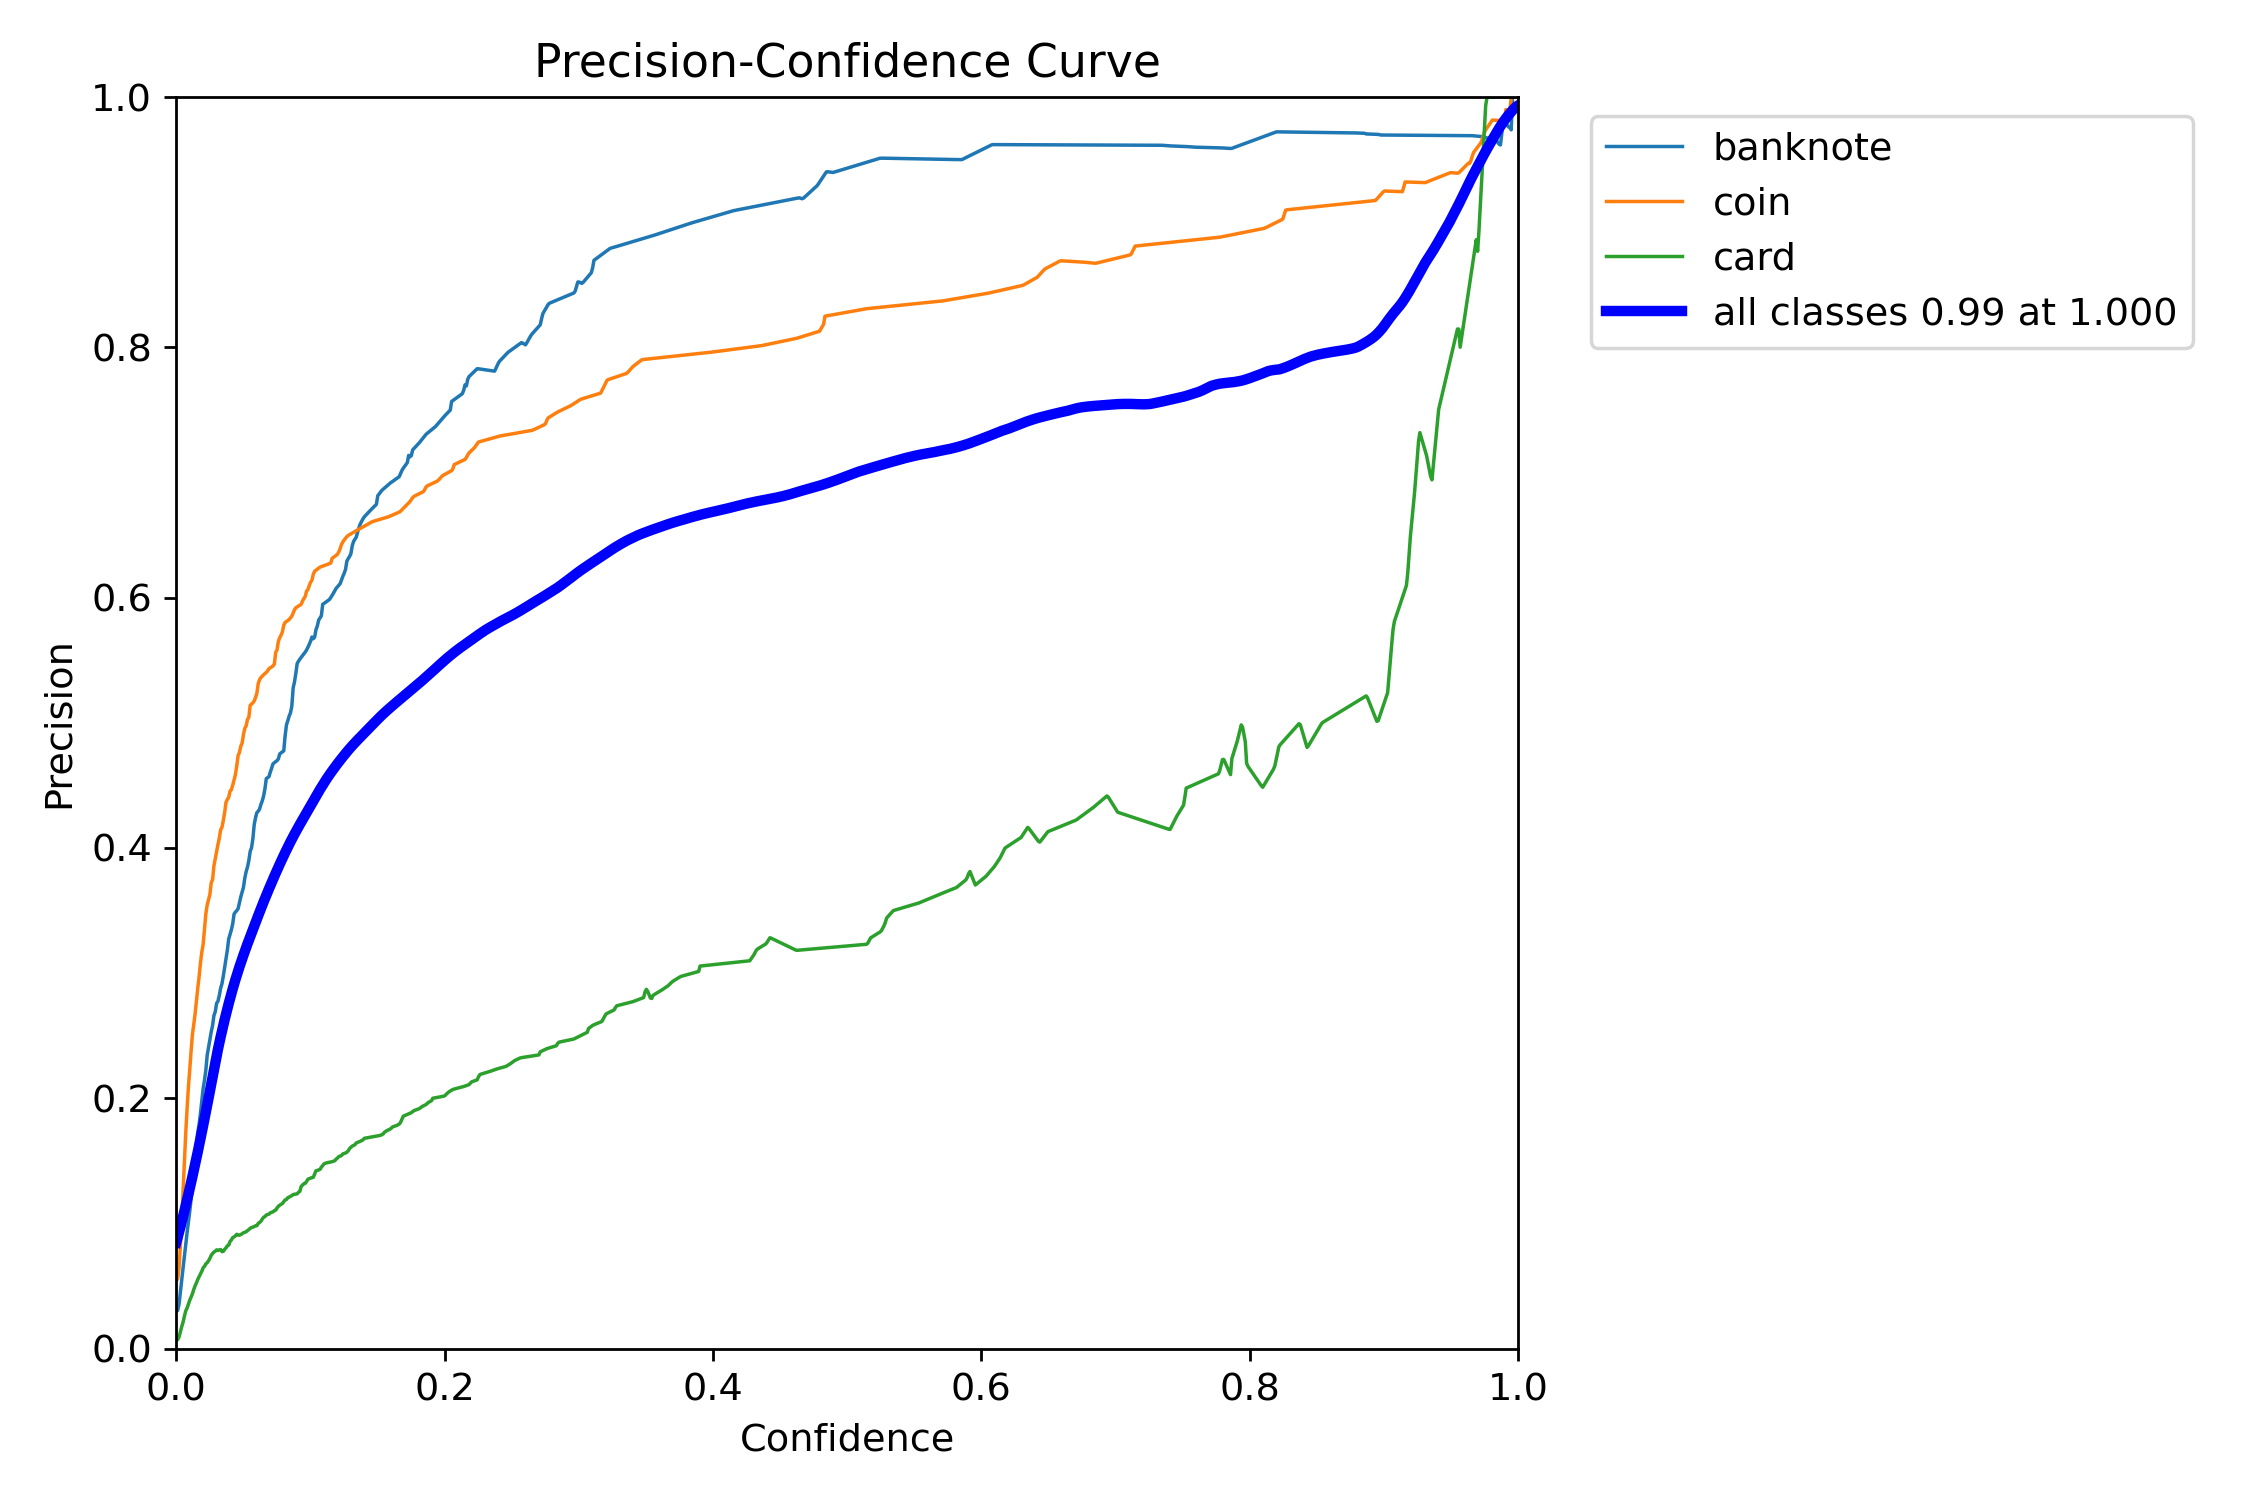 Precision-Confidence Curve
1.0
0.8
0.6
0.4
0.2
0.0
Precision
0.0 0.2 0.4 0.6 0.8 1.0
Confidence
banknote
coin
card
all classes 0.99 at 1.000